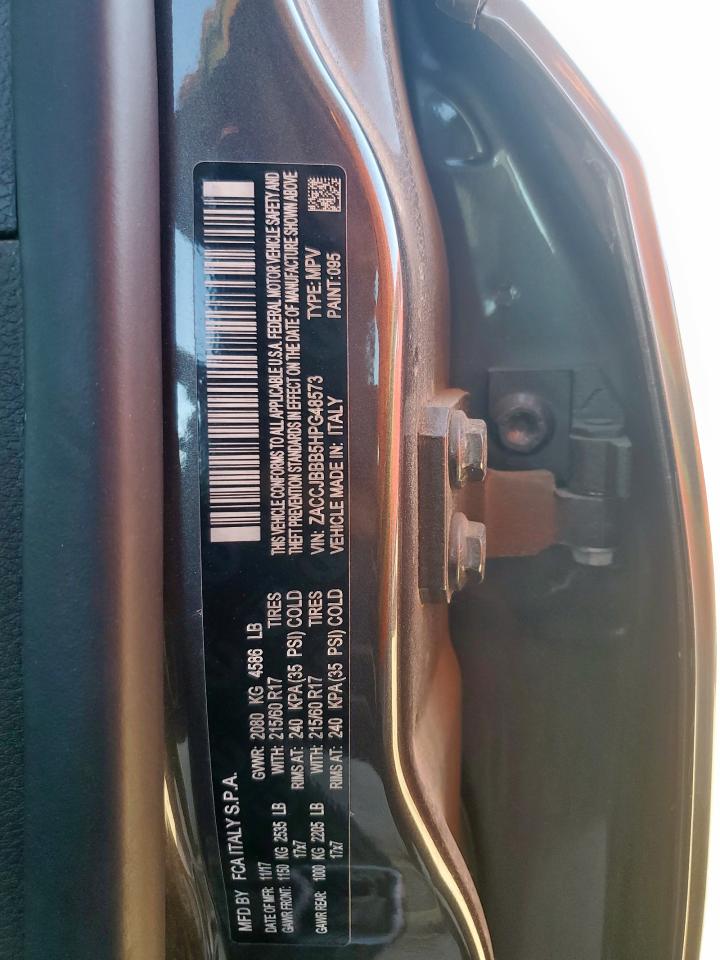 MFD BY FCA ITALY S.P.A.
DATE OF MFR: 11/17 GVWR: 2080 KG 4586 LB
GAWR FRONT: 1150 KG 2535 LB WITH: 215/60 R17 TIRES
17x7 RIMS AT: 240 KPA (35 PSI) COLD
GAWR REAR: 1000 KG 2205 LB WITH: 215/60 R17 TIRES
17x7 RIMS AT: 240 KPA (35 PSI) COLD
THIS VEHICLE CONFORMS TO ALL APPLICABLE U.S.A. FEDERAL MOTOR VEHICLE SAFETY AND
THEFT PREVENTION STANDARDS IN EFFECT ON THE DATE OF MANUFACTURE SHOWN ABOVE
VIN: ZACCJBBB5HPG48573 TYPE: MPV
VEHICLE MADE IN: ITALY PAINT: 095